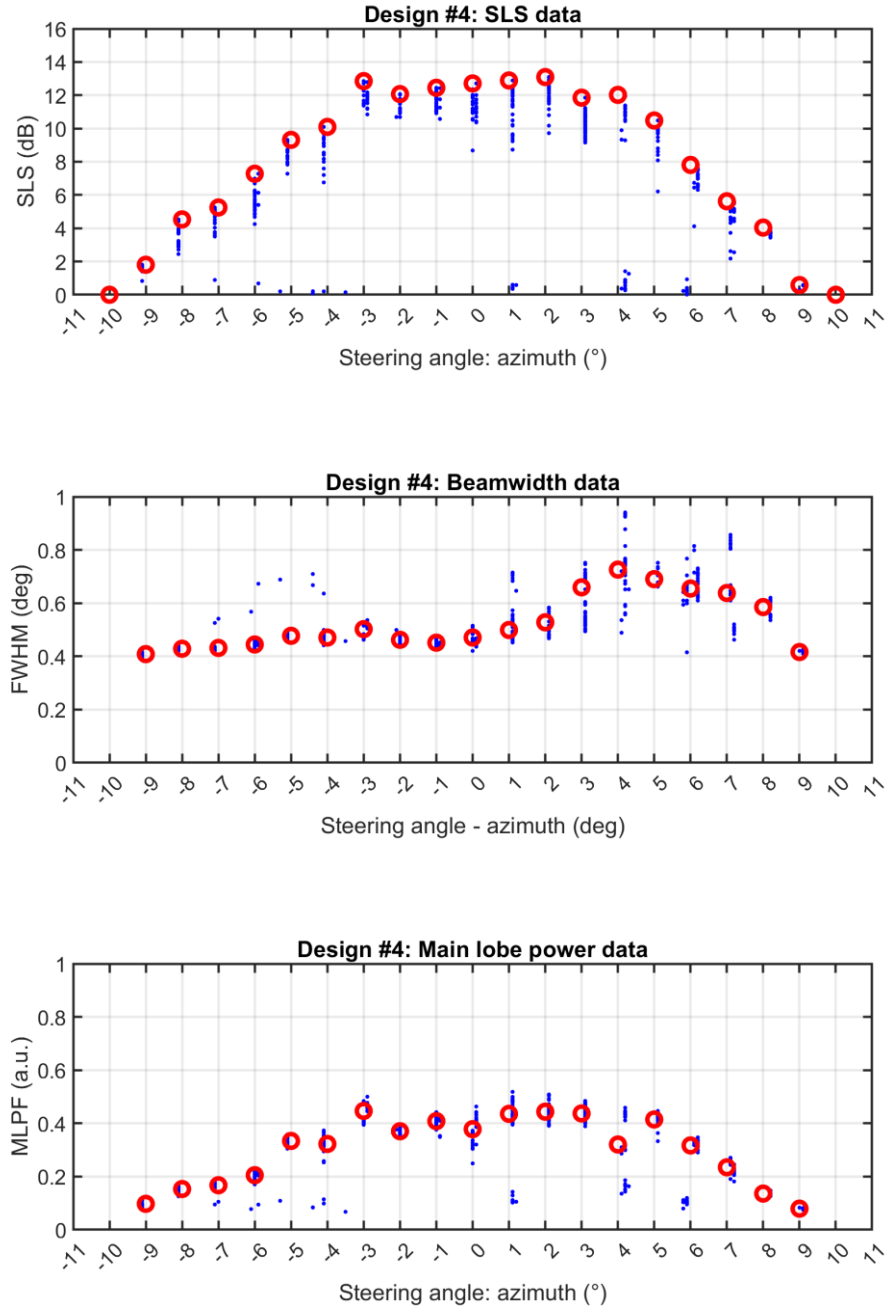 Design #4: SLS data
16
14
12
10
8
6
4
2
0
SLS (dB)
-11 -10 -9 -8 -7 -6 -5 -4 -3 -2 -1 0 1 2 3 4 5 6 7 8 9 10 11
Steering angle: azimuth (°)
Design #4: Beamwidth data
1
0.8
0.6
0.4
0.2
0
FWHM (deg)
-11 -10 -9 -8 -7 -6 -5 -4 -3 -2 -1 0 1 2 3 4 5 6 7 8 9 10 11
Steering angle - azimuth (deg)
Design #4: Main lobe power data
1
0.8
0.6
0.4
0.2
0
MLPF (a.u.)
-11 -10 -9 -8 -7 -6 -5 -4 -3 -2 -1 0 1 2 3 4 5 6 7 8 9 10 11
Steering angle: azimuth (°)